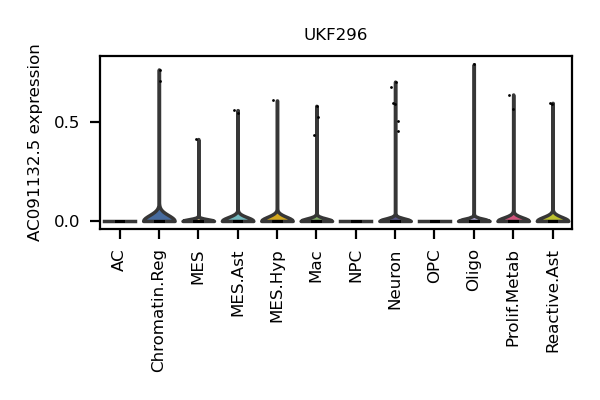 UKF296
AC091132.5 expression
0.5
0.0
AC
Chromatin.Reg
MES
MES.Ast
MES.Hyp
Mac
NPC
Neuron
OPC
Oligo
Prolif.Metab
Reactive.Ast